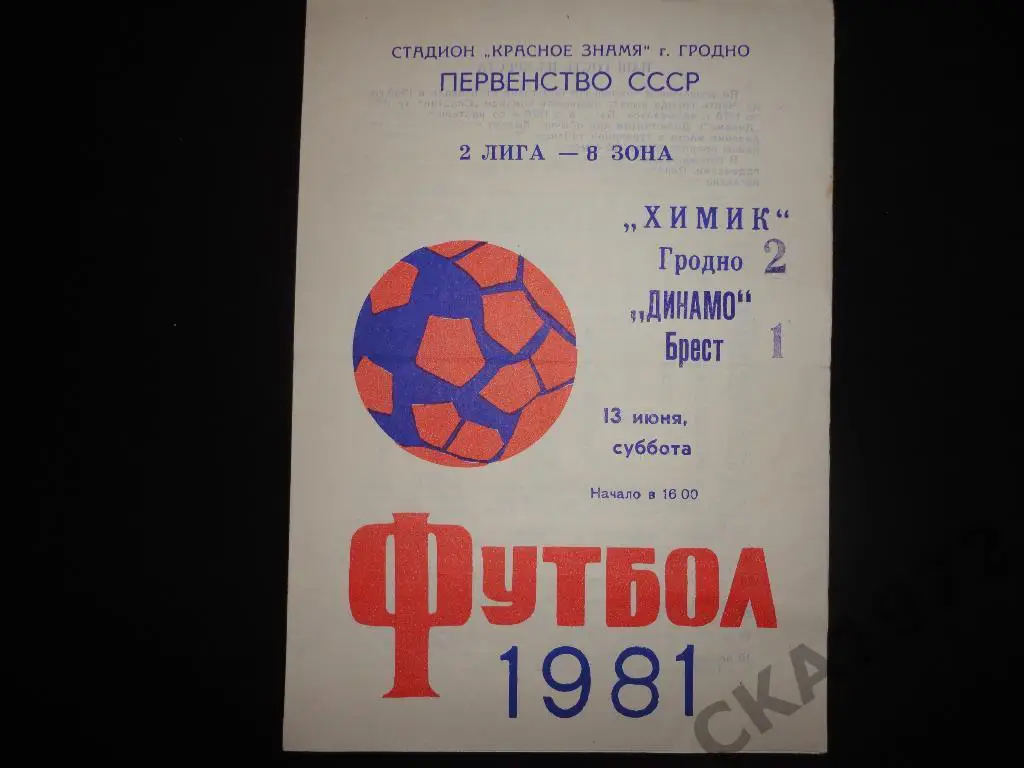 СТАДИОН „КРАСНОЕ ЗНАМЯ" г. ГРОДНО
ПЕРВЕНСТВО СССР
2 ЛИГА — 8 ЗОНА
„ХИМИК"
Гродно 2
„ДИНАМО"
Брест 1
13 июня,
суббота
Начало в 16 00
ФУТБОЛ
1981